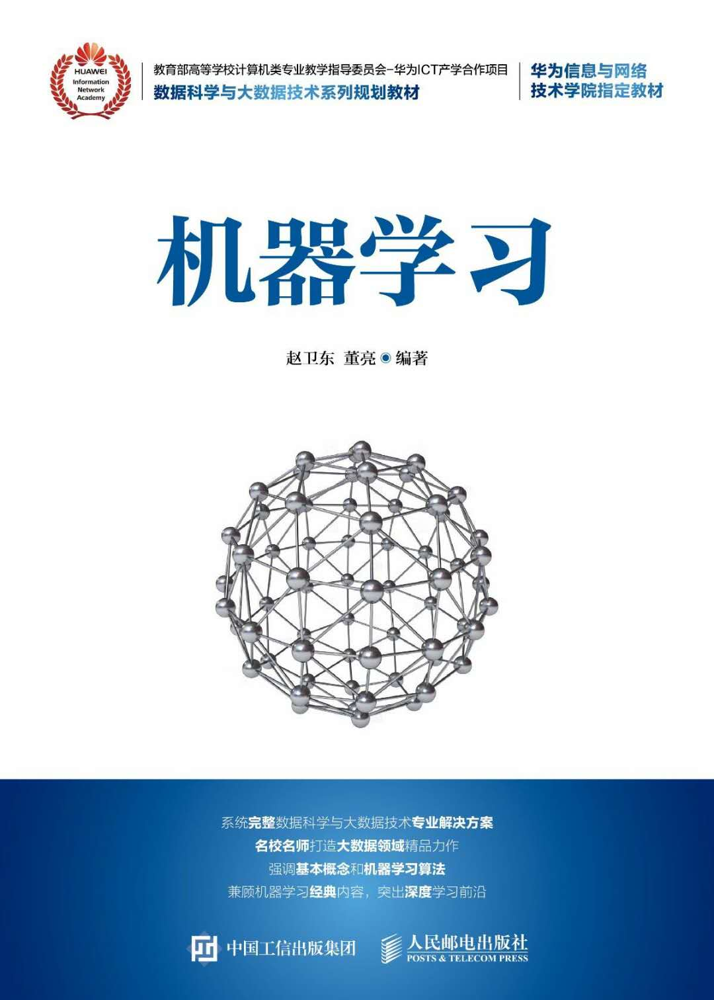 HUAWEI
Information
Network
Academy
教育部高等学校计算机类专业教学指导委员会-华为ICT产学合作项目
数据科学与大数据技术系列规划教材
华为信息与网络
技术学院指定教材
机器学习
赵卫东 董亮 编著
系统完整数据科学与大数据技术专业解决方案
名校名师打造大数据领域精品力作
强调基本概念和机器学习算法
兼顾机器学习经典内容，突出深度学习前沿
中国工信出版集团
人民邮电出版社
POSTS & TELECOM PRESS